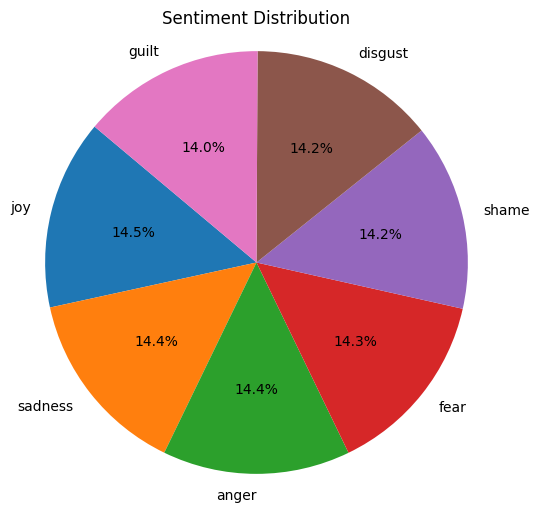 Sentiment Distribution
guilt
disgust
14.0%
14.2%
joy
shame
14.5%
14.2%
14.4%
14.3%
14.4%
sadness
fear
anger